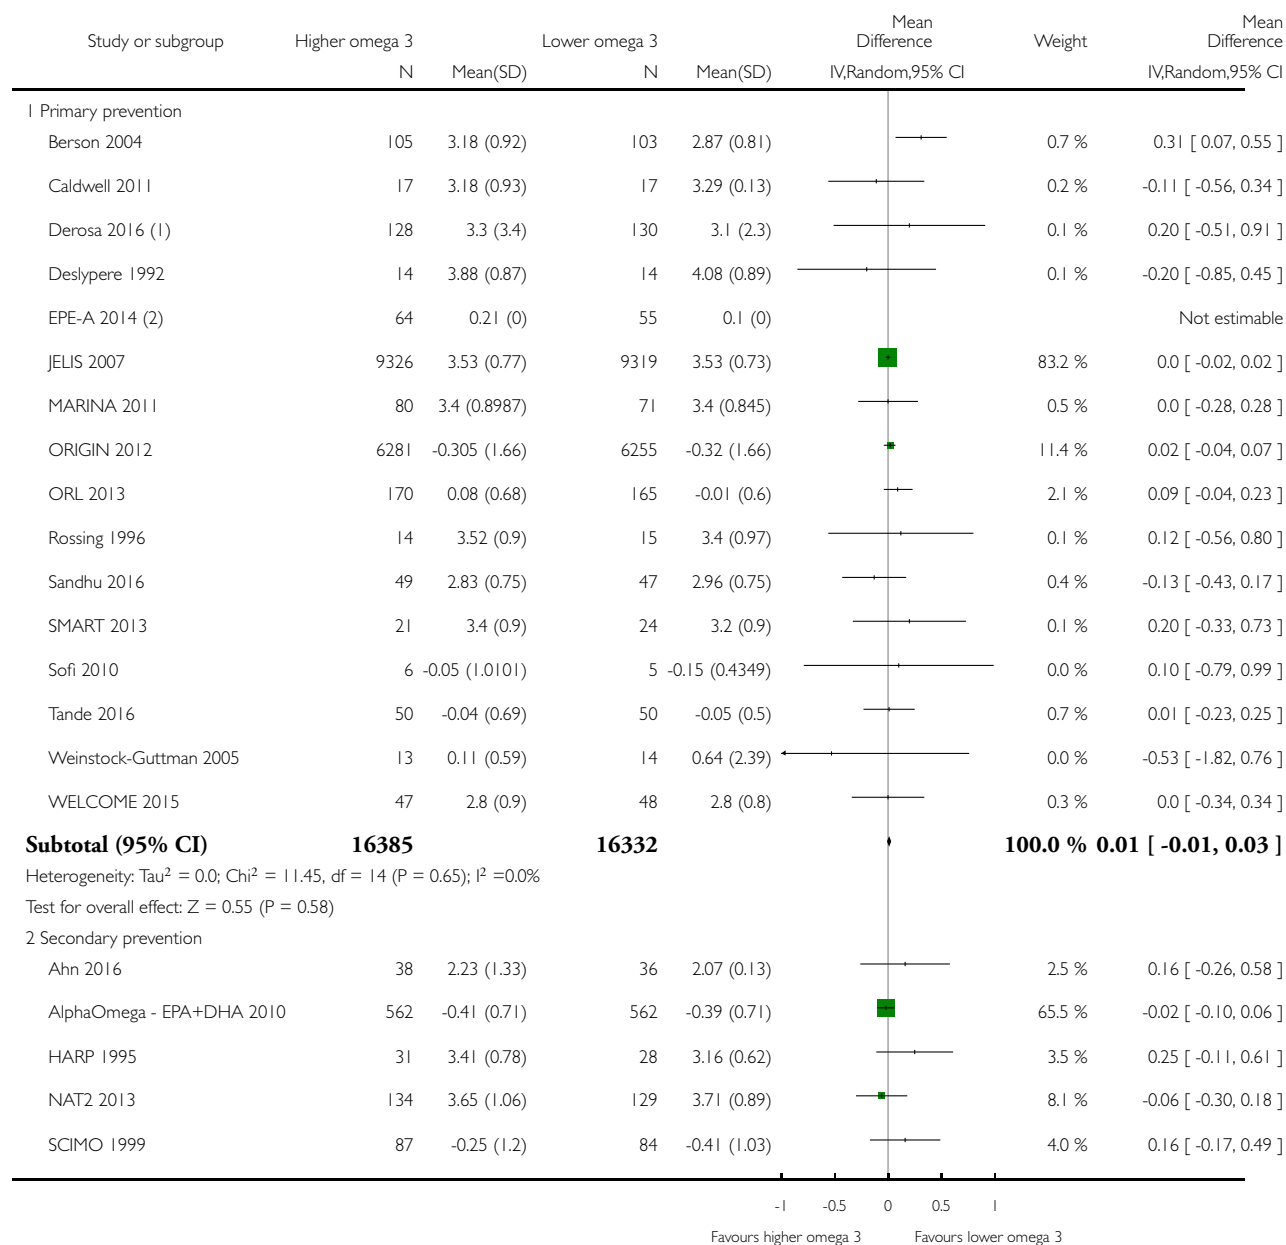 Mean Mean
Study or subgroup Higher omega 3 Lower omega 3 Difference Weight Difference
N Mean(SD) N Mean(SD) IV,Random,95% CI IV,Random,95% CI
1 Primary prevention
Berson 2004 105 3.18 (0.92) 103 2.87 (0.81) 0.7 % 0.31 [ 0.07, 0.55 ]
Caldwell 2011 17 3.18 (0.93) 17 3.29 (0.13) 0.2 % -0.11 [ -0.56, 0.34 ]
Derosa 2016 (1) 128 3.3 (3.4) 130 3.1 (2.3) 0.1 % 0.20 [ -0.51, 0.91 ]
Deslypere 1992 14 3.88 (0.87) 14 4.08 (0.89) 0.1 % -0.20 [ -0.85, 0.45 ]
EPE-A 2014 (2) 64 0.21 (0) 55 0.1 (0) Not estimable
JELIS 2007 9326 3.53 (0.77) 9319 3.53 (0.73) 83.2 % 0.0 [ -0.02, 0.02 ]
MARINA 2011 80 3.4 (0.8987) 71 3.4 (0.845) 0.5 % 0.0 [ -0.28, 0.28 ]
ORIGIN 2012 6281 -0.305 (1.66) 6255 -0.32 (1.66) 11.4 % 0.02 [ -0.04, 0.07 ]
ORL 2013 170 0.08 (0.68) 165 -0.01 (0.6) 2.1 % 0.09 [ -0.04, 0.23 ]
Rossing 1996 14 3.52 (0.9) 15 3.4 (0.97) 0.1 % 0.12 [ -0.56, 0.80 ]
Sandhu 2016 49 2.83 (0.75) 47 2.96 (0.75) 0.4 % -0.13 [ -0.43, 0.17 ]
SMART 2013 21 3.4 (0.9) 24 3.2 (0.9) 0.1 % 0.20 [ -0.33, 0.73 ]
Sofi 2010 6 -0.05 (1.0101) 5 -0.15 (0.4349) 0.0 % 0.10 [ -0.79, 0.99 ]
Tande 2016 50 -0.04 (0.69) 50 -0.05 (0.5) 0.7 % 0.01 [ -0.23, 0.25 ]
Weinstock-Guttman 2005 13 0.11 (0.59) 14 0.64 (2.39) 0.0 % -0.53 [ -1.82, 0.76 ]
WELCOME 2015 47 2.8 (0.9) 48 2.8 (0.8) 0.3 % 0.0 [ -0.34, 0.34 ]
Subtotal (95% CI) 16385 16332 100.0 % 0.01 [ -0.01, 0.03 ]
Heterogeneity: Tau² = 0.0; Chi² = 11.45, df = 14 (P = 0.65); I² =0.0%
Test for overall effect: Z = 0.55 (P = 0.58)
2 Secondary prevention
Ahn 2016 38 2.23 (1.33) 36 2.07 (0.13) 2.5 % 0.16 [ -0.26, 0.58 ]
AlphaOmega - EPA+DHA 2010 562 -0.41 (0.71) 562 -0.39 (0.71) 65.5 % -0.02 [ -0.10, 0.06 ]
HARP 1995 31 3.41 (0.78) 28 3.16 (0.62) 3.5 % 0.25 [ -0.11, 0.61 ]
NAT2 2013 134 3.65 (1.06) 129 3.71 (0.89) 8.1 % -0.06 [ -0.30, 0.18 ]
SCIMO 1999 87 -0.25 (1.2) 84 -0.41 (1.03) 4.0 % 0.16 [ -0.17, 0.49 ]
-1 -0.5 0 0.5 1
Favours higher omega 3 Favours lower omega 3